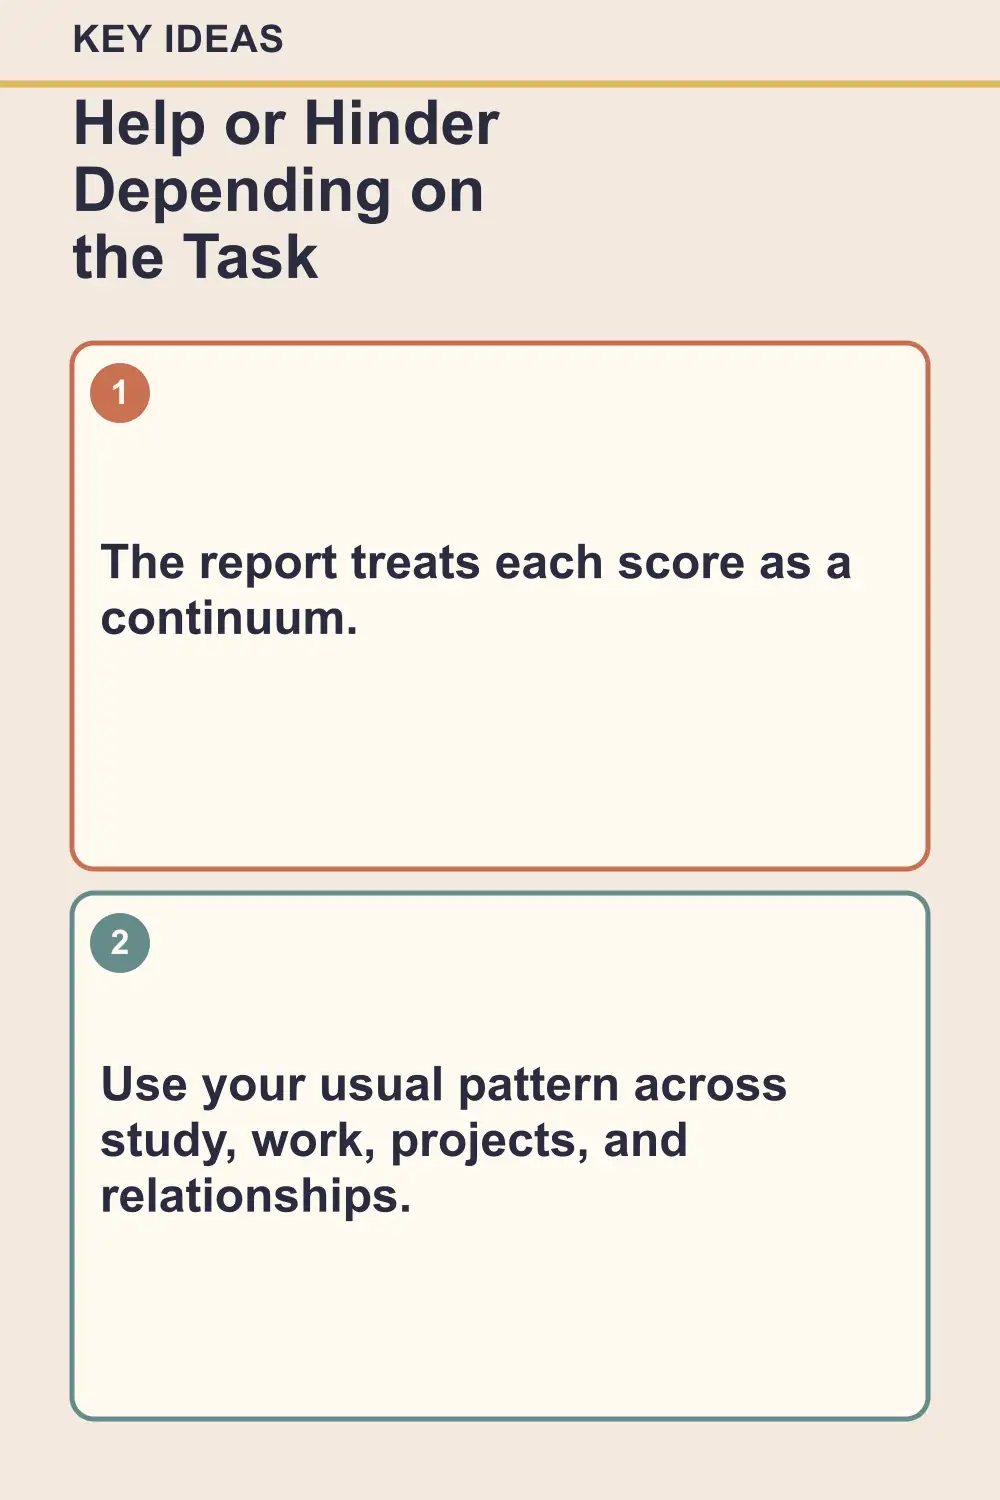 KEY IDEAS
Help or Hinder
Depending on
the Task
1
The report treats each score as a
continuum.
2
Use your usual pattern across
study, work, projects, and
relationships.